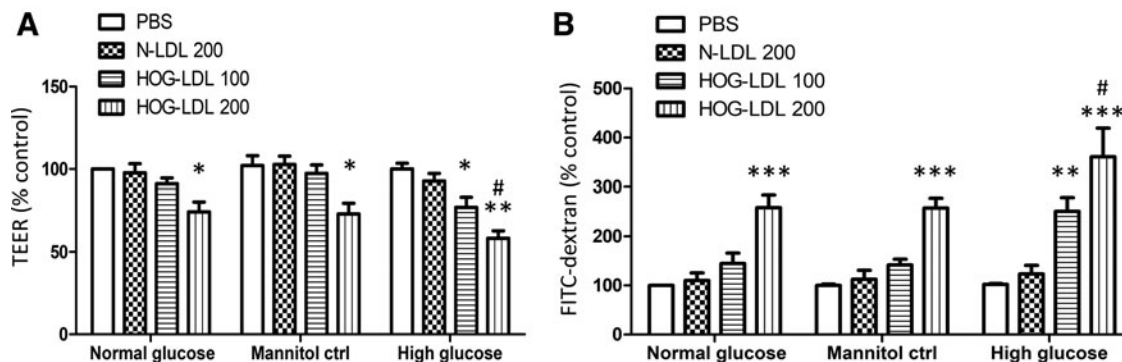 A
PBS
N-LDL 200
HOG-LDL 100
HOG-LDL 200
TEER (% control)
150
100
50
0
*
*
*
#
**
Normal glucose
Mannitol ctrl
High glucose
B
PBS
N-LDL 200
HOG-LDL 100
HOG-LDL 200
FITC-dextran (% control)
500
400
300
200
100
0
***
***
**
#
***
Normal glucose
Mannitol ctrl
High glucose